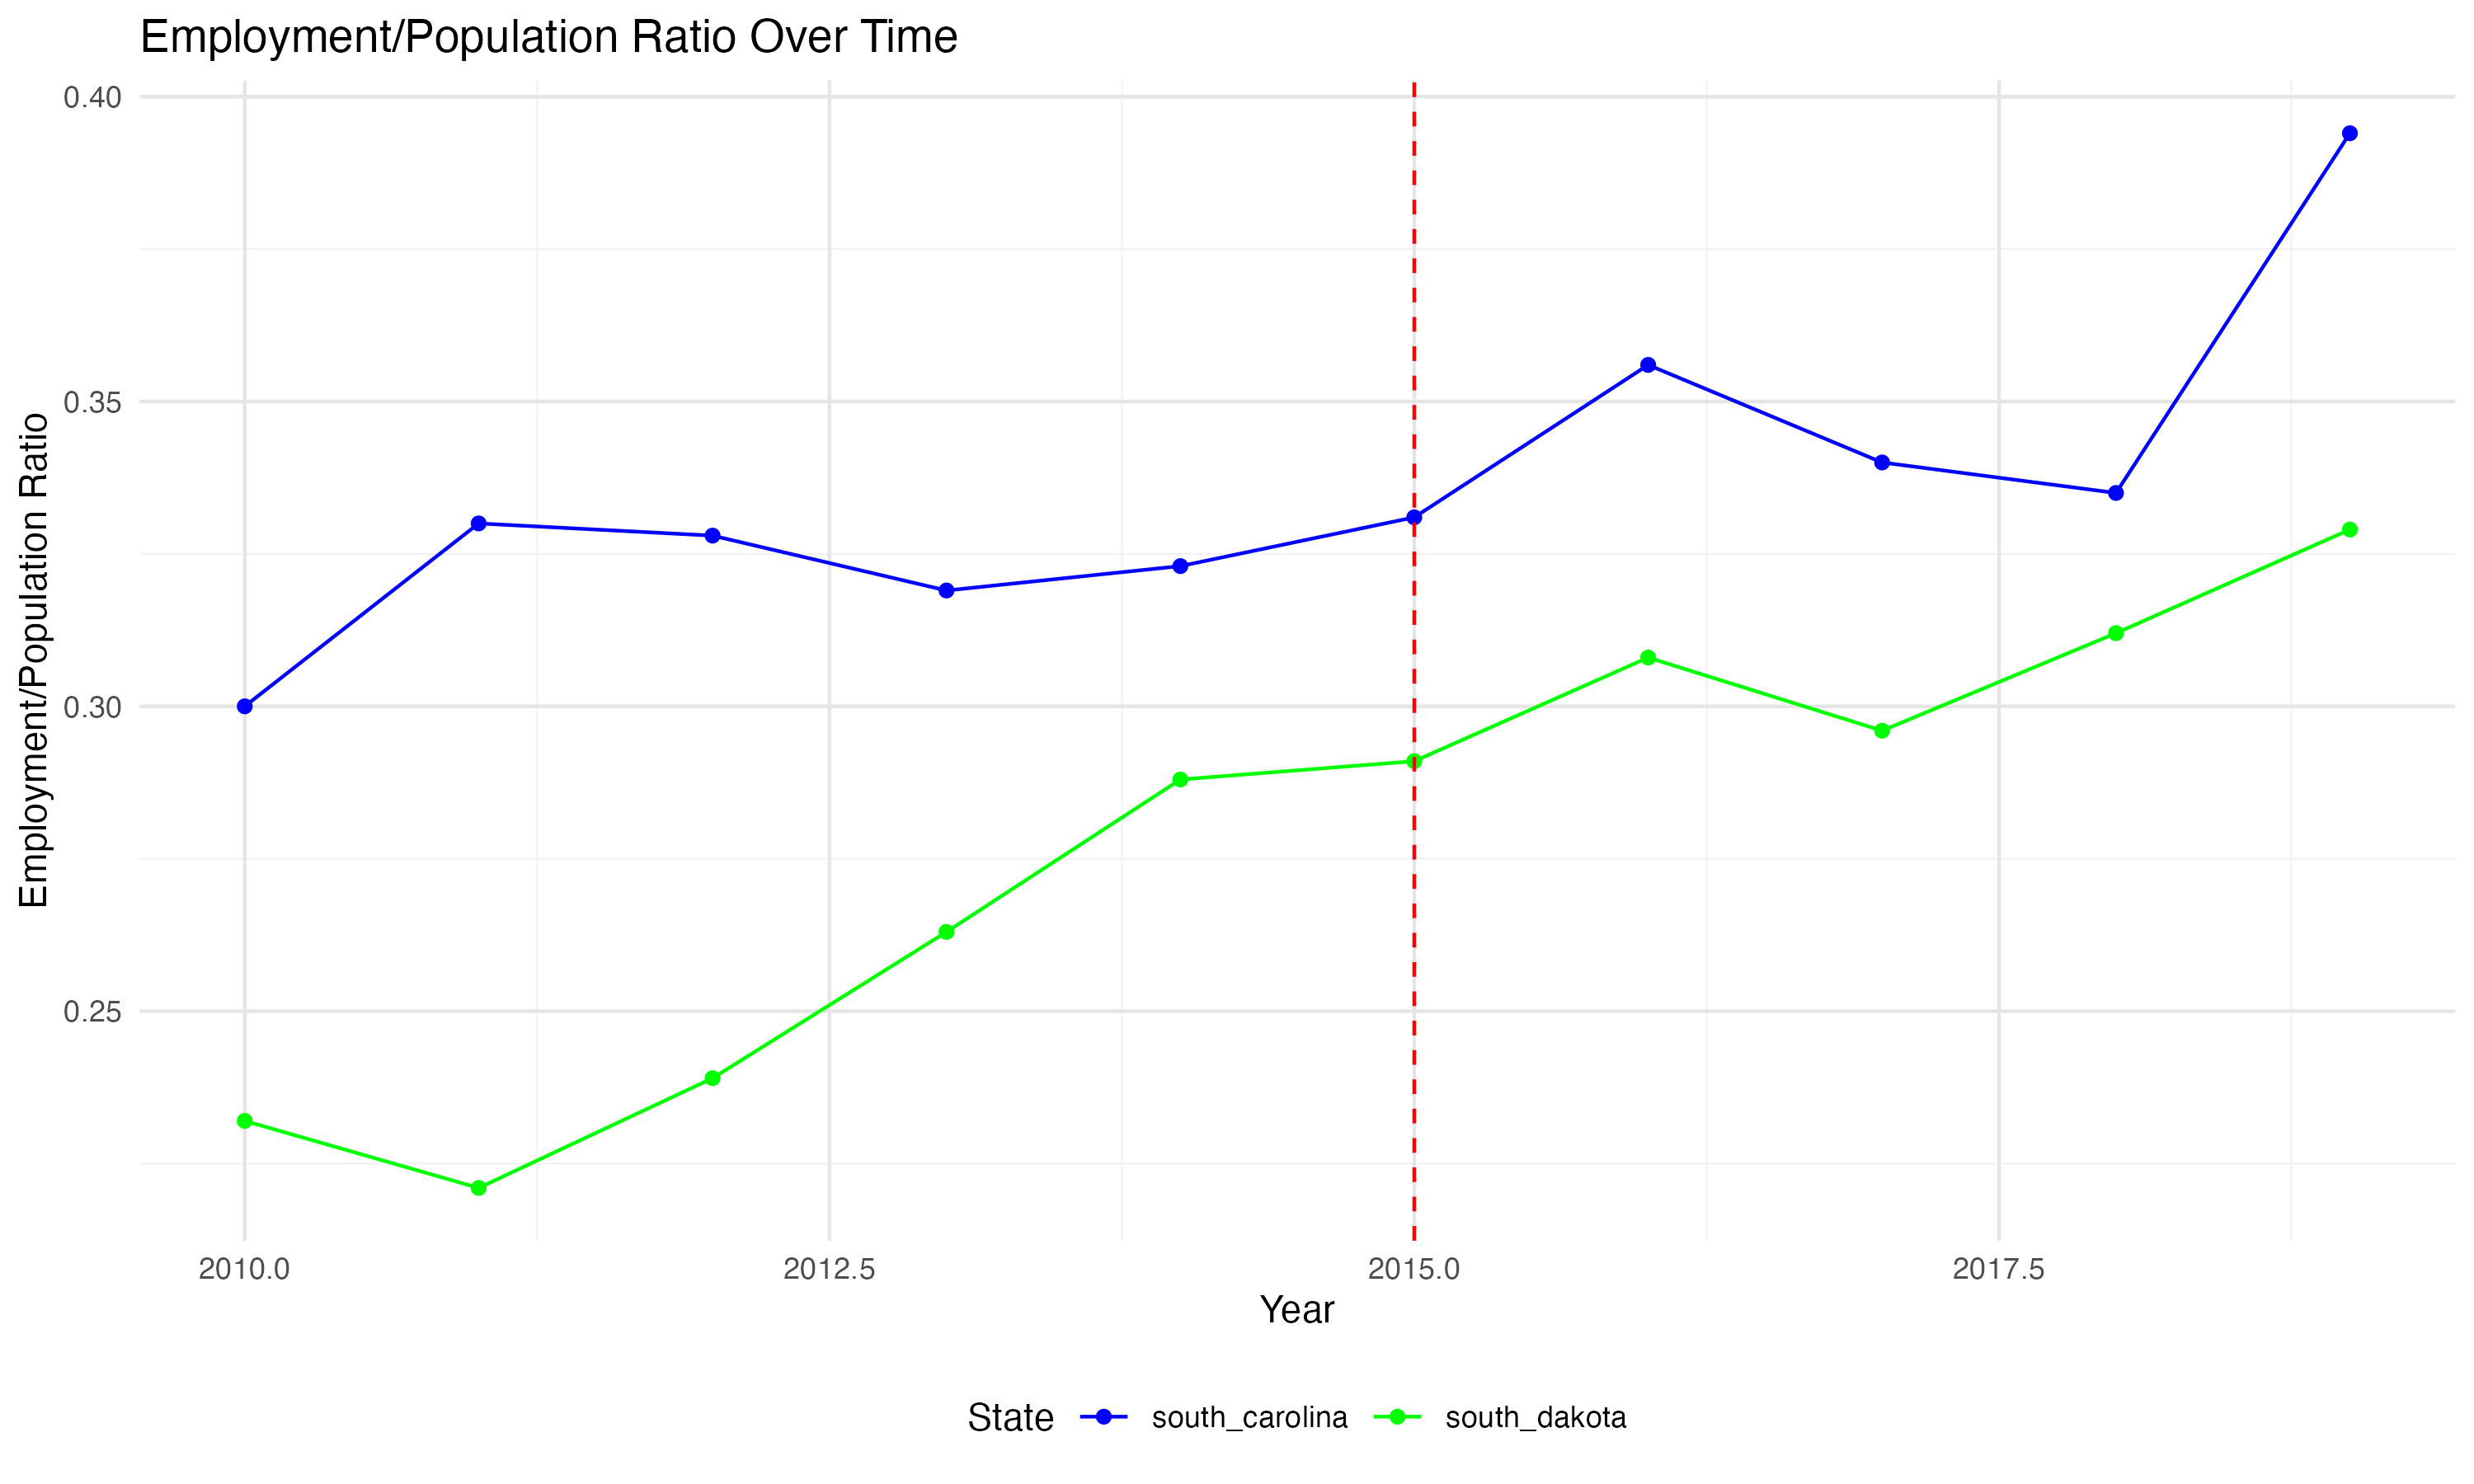 Employment/Population Ratio Over Time
Employment/Population Ratio
0.40
0.35
0.30
0.25
2010.0 2012.5 2015.0 2017.5
Year
State south_carolina south_dakota